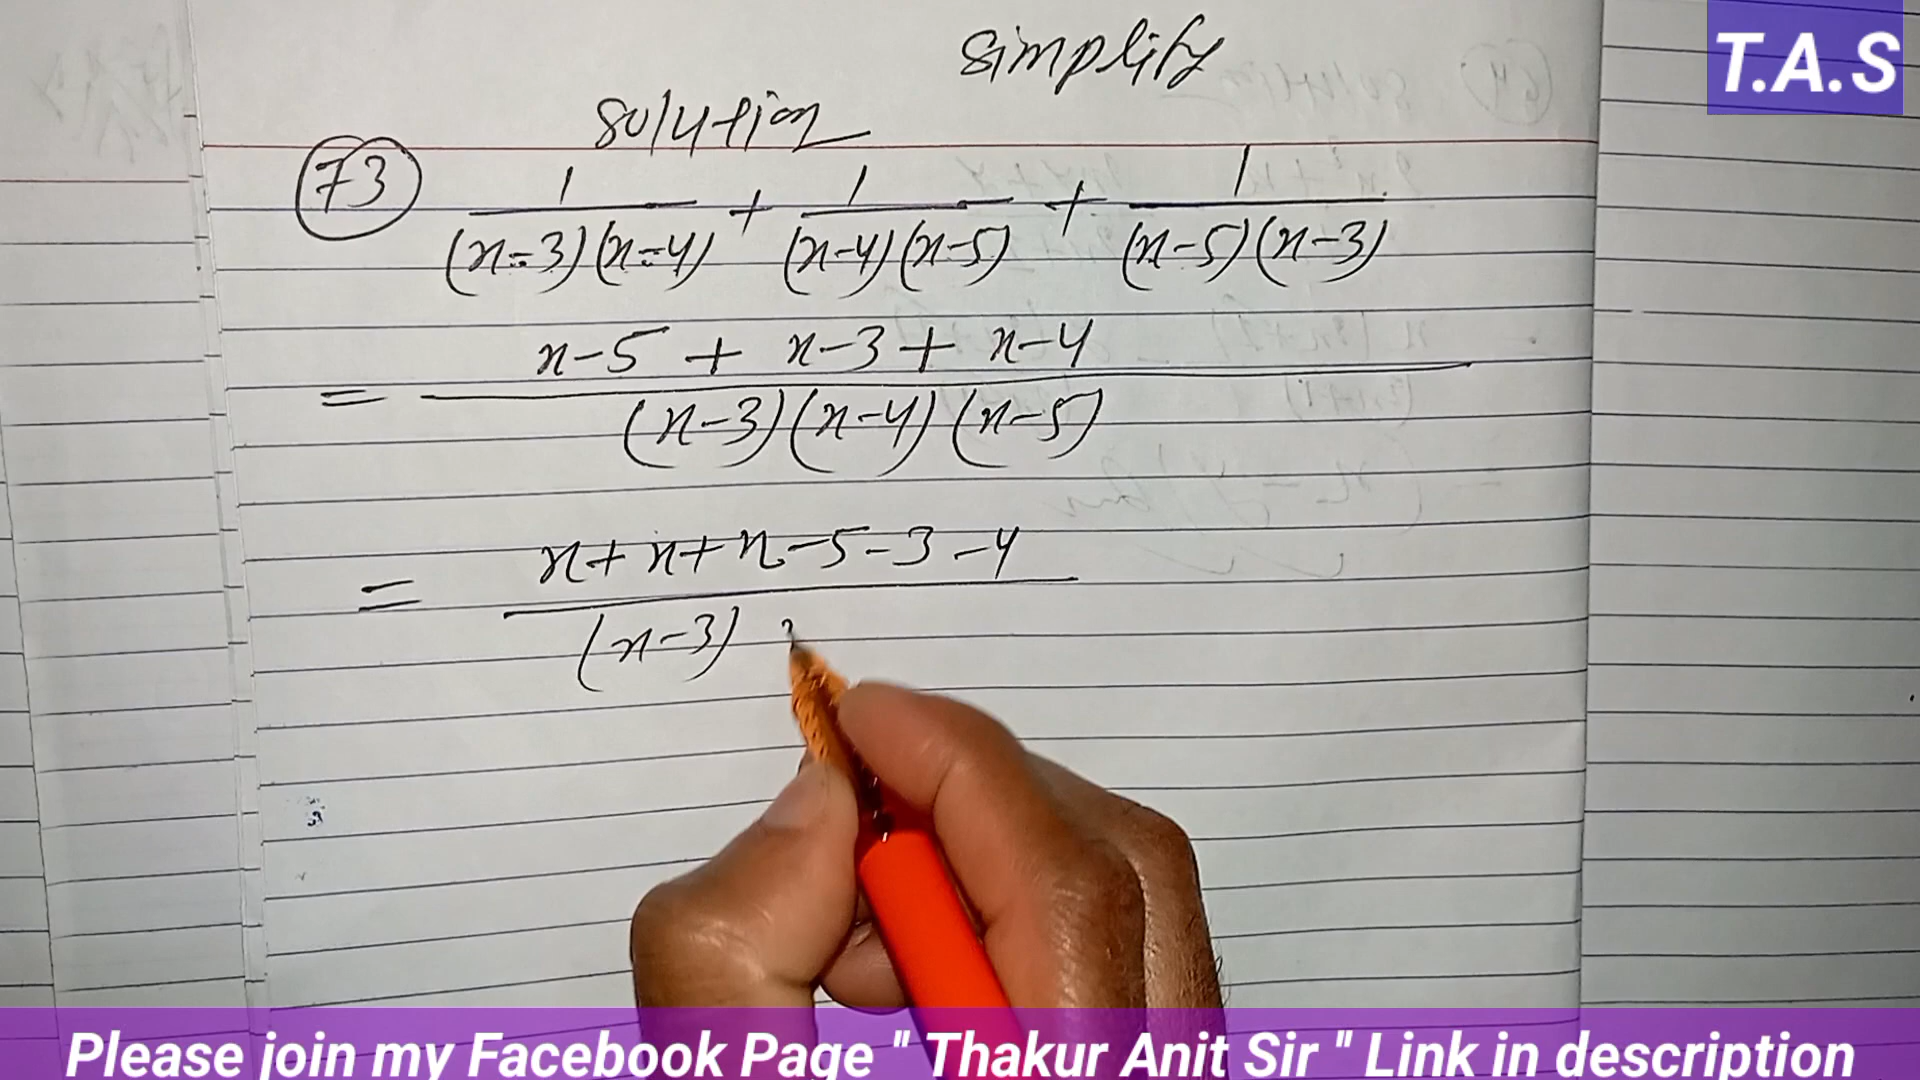 simplify
T.A.S
solution
73 1/(x-3)(x-4) + 1/(x-4)(x-5) + 1/(x-5)(x-3)
= x-5 + x-3 + x-4 / (x-3)(x-4)(x-5)
= x+x+x-5-3-4 / (x-3)
Please join my Facebook Page " Thakur Anit Sir " Link in description